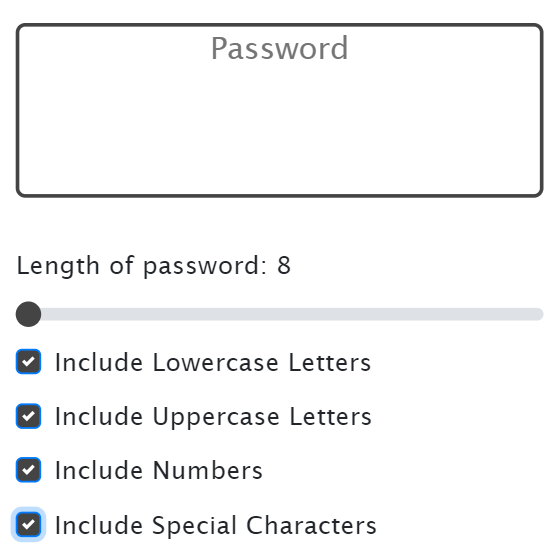 Password
Length of password: 8
Include Lowercase Letters
Include Uppercase Letters
Include Numbers
Include Special Characters